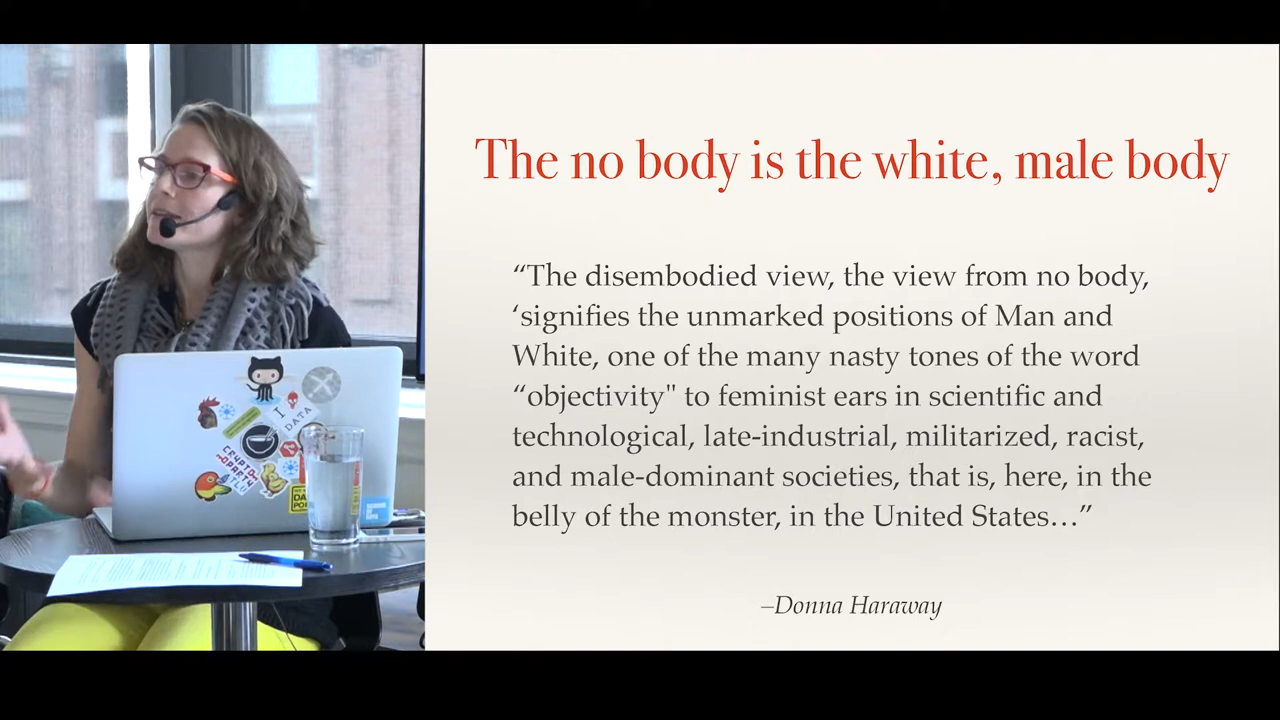 The no body is the white, male body
“The disembodied view, the view from no body,
‘signifies the unmarked positions of Man and
White, one of the many nasty tones of the word
“objectivity" to feminist ears in scientific and
technological, late-industrial, militarized, racist,
and male-dominant societies, that is, here, in the
belly of the monster, in the United States…”
–Donna Haraway
I
DATA
CRYPTO